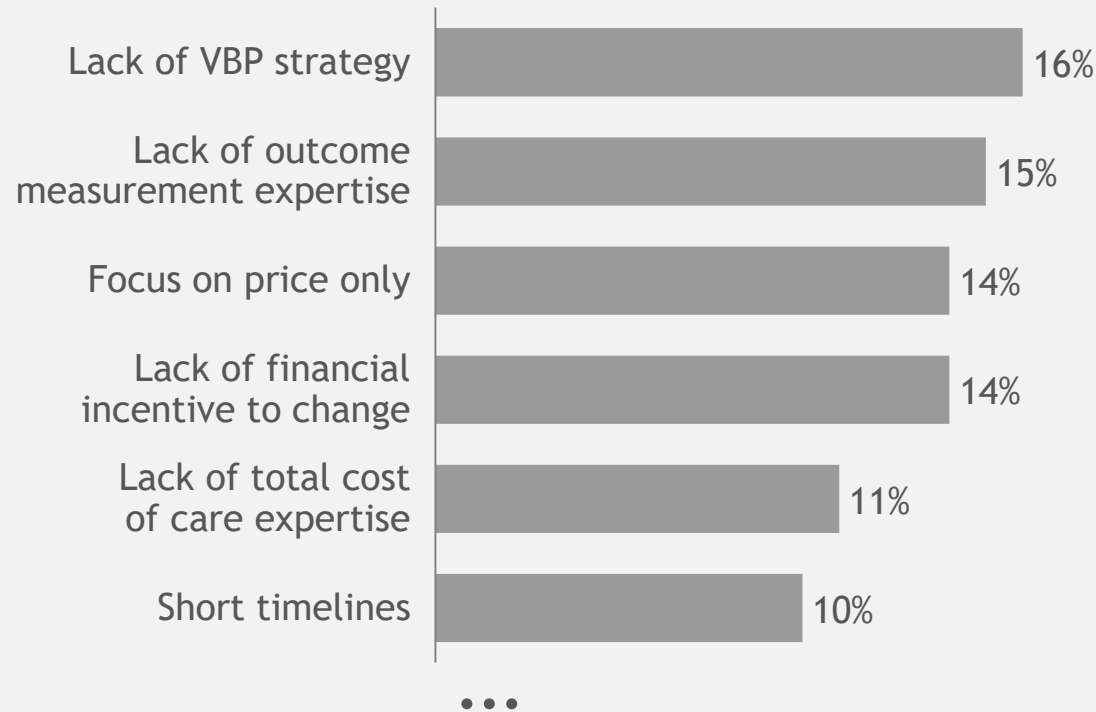 Lack of VBP strategy
16%
Lack of outcome
measurement expertise
15%
Focus on price only
14%
Lack of financial
incentive to change
14%
Lack of total cost
of care expertise
11%
Short timelines
10%
...